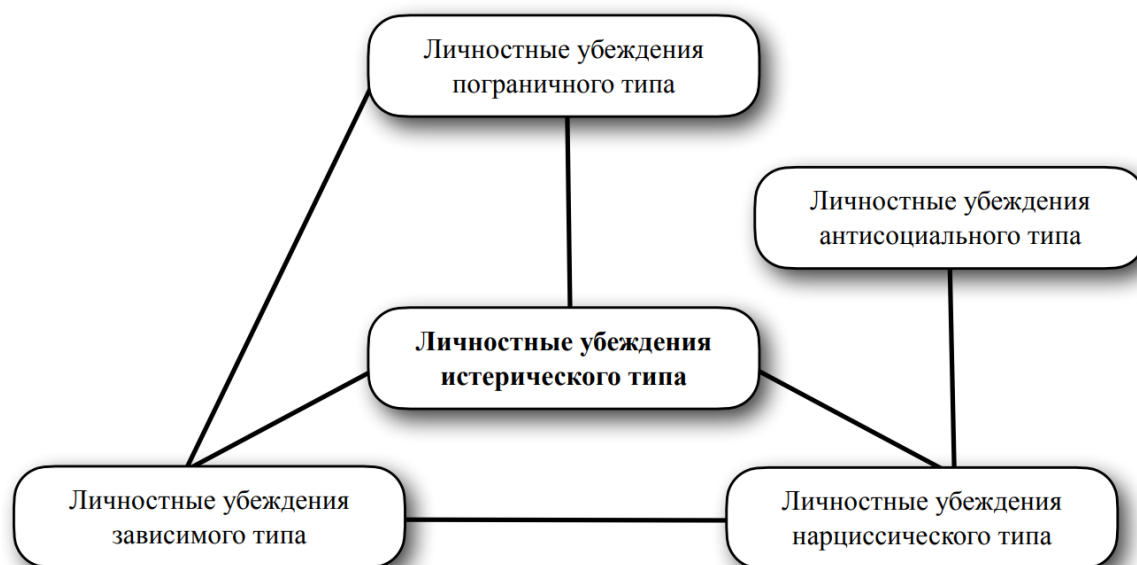 Личностные убеждения
пограничного типа
Личностные убеждения
антисоциального типа
Личностные убеждения
истерического типа
Личностные убеждения
зависимого типа
Личностные убеждения
нарциссического типа